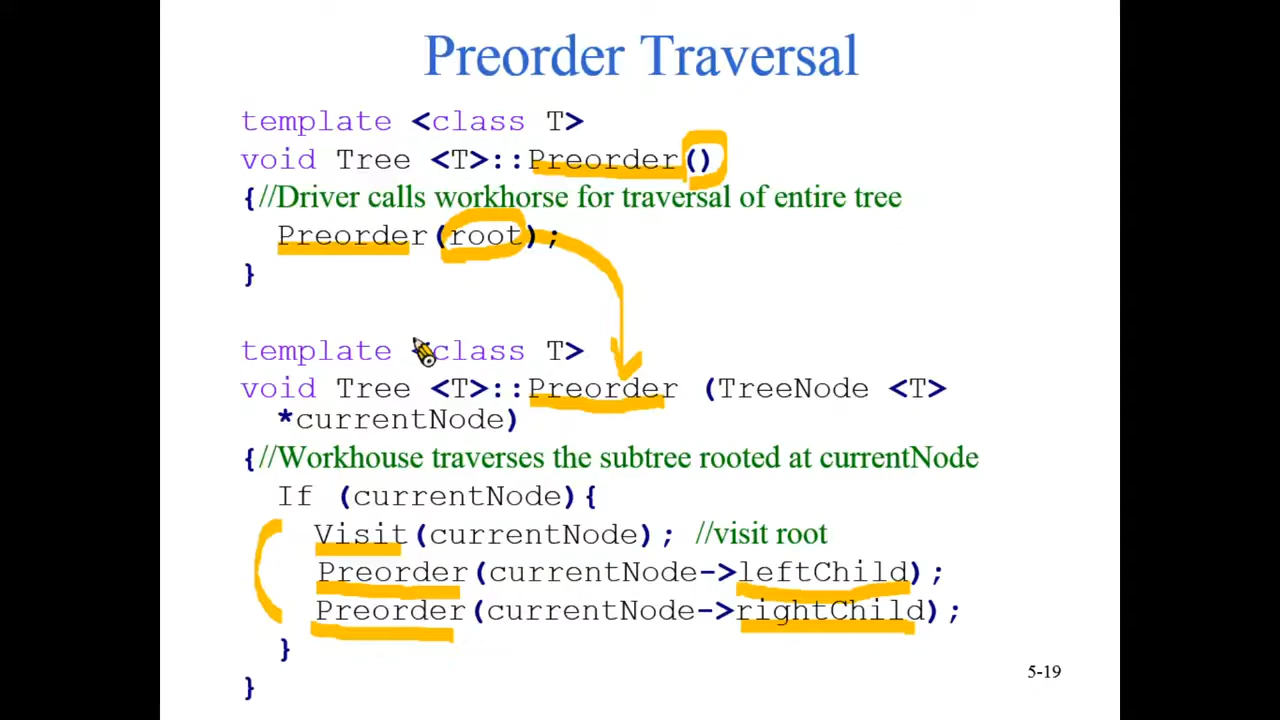 Preorder Traversal
template <class T>
void Tree <T>::Preorder()
{//Driver calls workhorse for traversal of entire tree
Preorder(root);
}
template <class T>
void Tree <T>::Preorder (TreeNode <T>
*currentNode)
{//Workhouse traverses the subtree rooted at currentNode
If (currentNode){
Visit(currentNode); //visit root
Preorder(currentNode->leftChild);
Preorder(currentNode->rightChild);
}
}
5-19